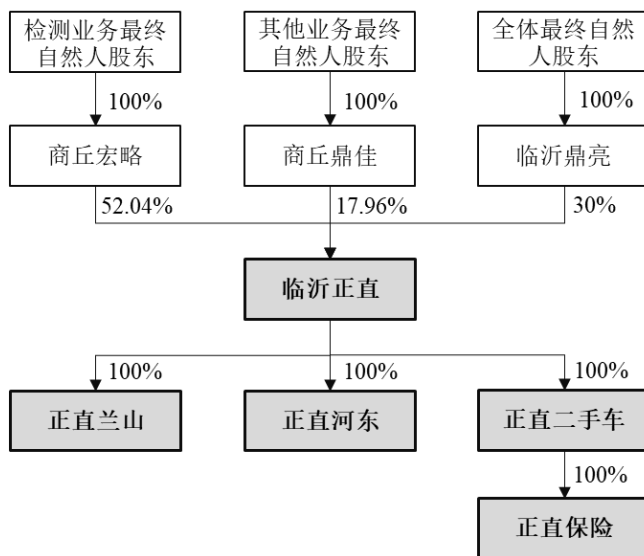 检测业务最终
自然人股东
其他业务最终
自然人股东
全体最终自然
人股东
100%
100%
100%
商丘宏略
商丘鼎佳
临沂鼎亮
52.04%
17.96%
30%
临沂正直
100%
100%
100%
正直兰山
正直河东
正直二手车
100%
正直保险